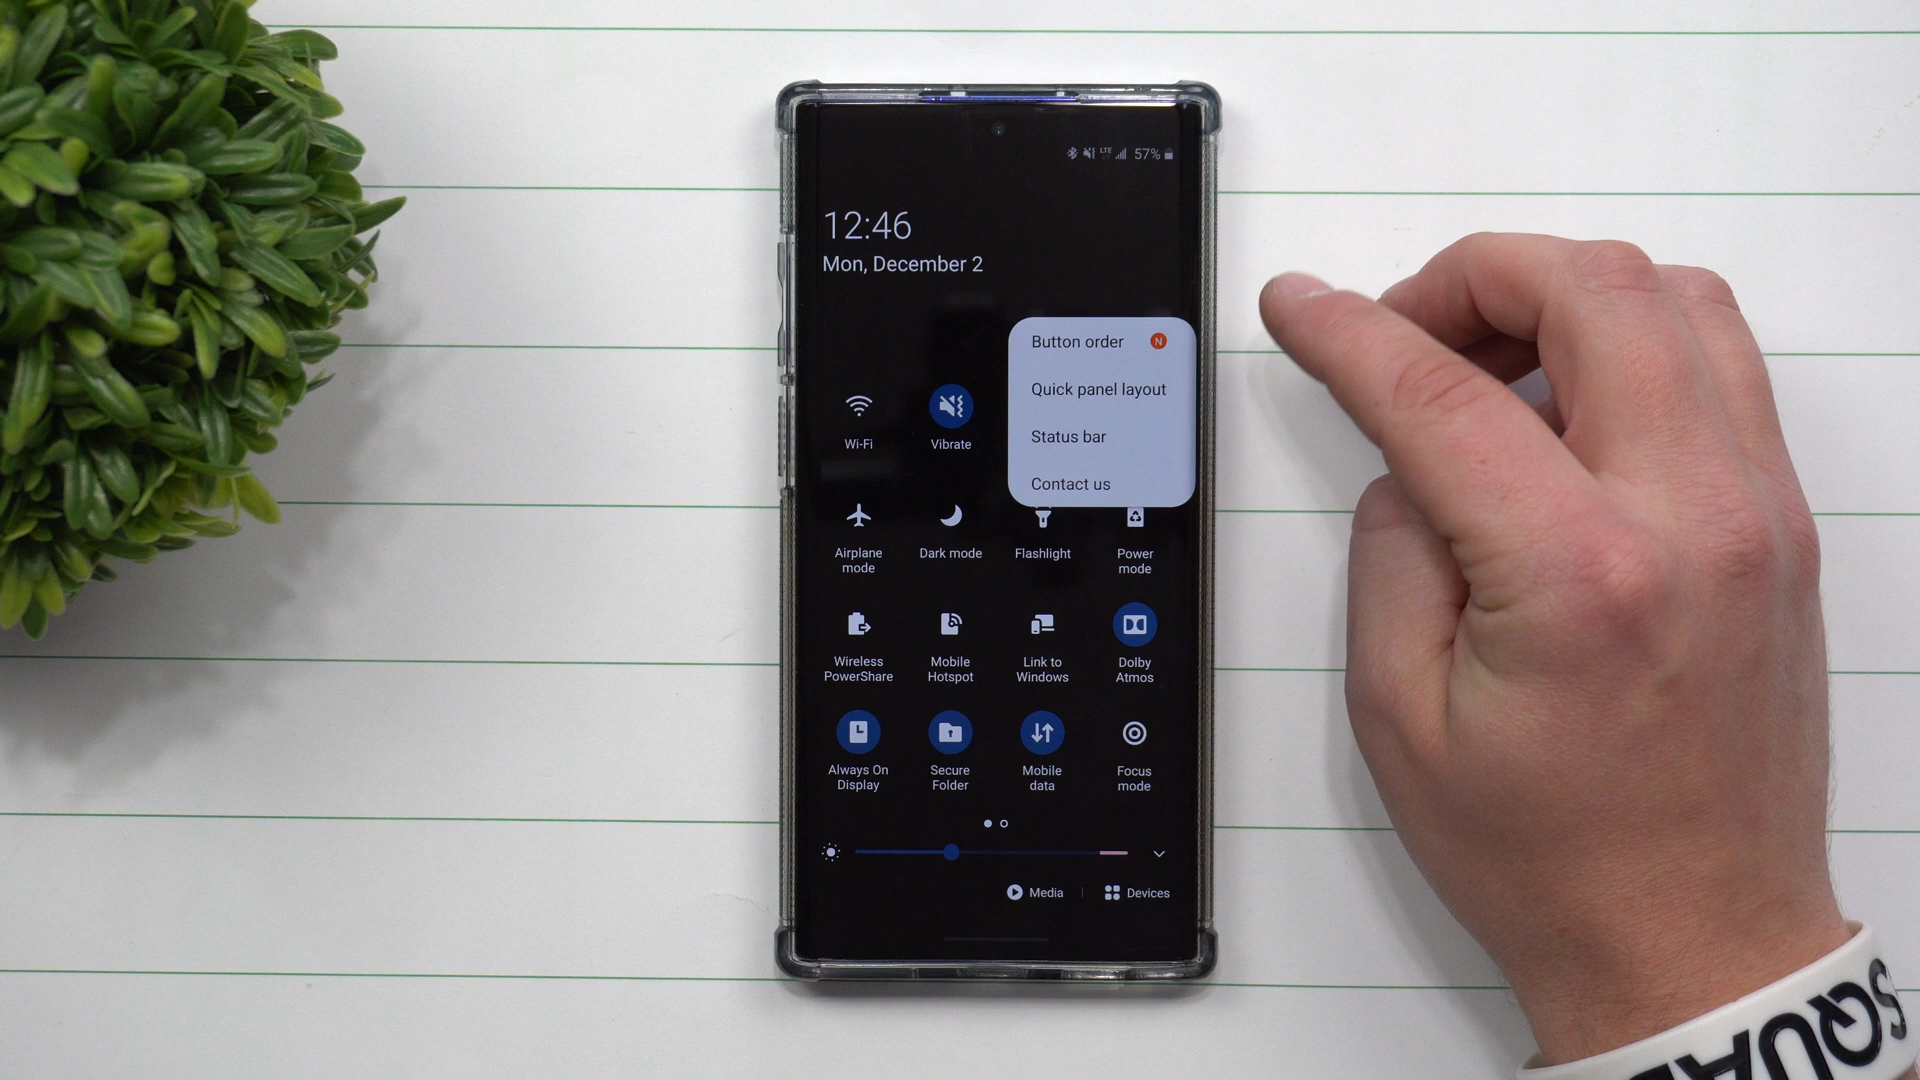 LTE 57%
12:46
Mon, December 2
Button order N
Quick panel layout
Status bar
Contact us
Wi-Fi Vibrate
Airplane mode
Dark mode
Flashlight
Power mode
Wireless PowerShare
Mobile Hotspot
Link to Windows
Dolby Atmos
Always On Display
Secure Folder
Mobile data
Focus mode
Media Devices
SQUAD